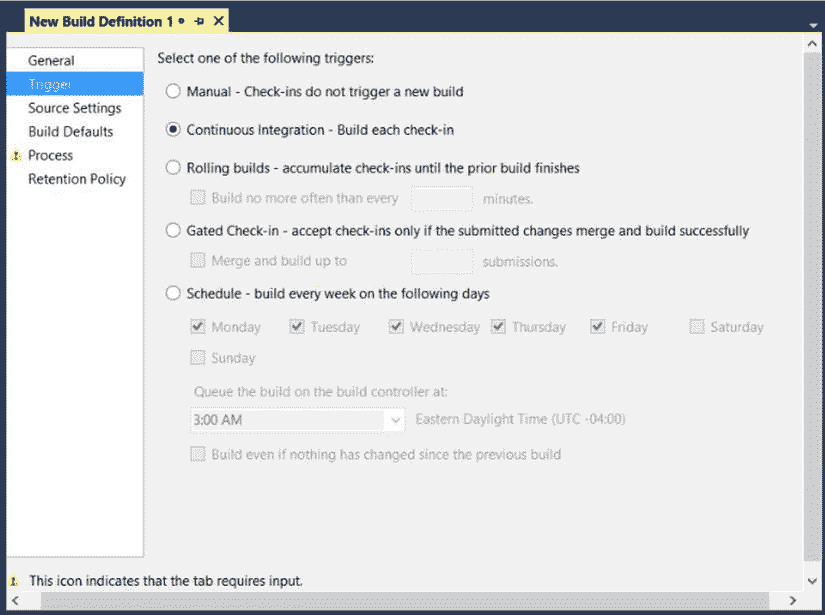 New Build Definition 1
General
Trigger
Source Settings
Build Defaults
Process
Retention Policy
Select one of the following triggers:
Manual - Check-ins do not trigger a new build
Continuous Integration - Build each check-in
Rolling builds - accumulate check-ins until the prior build finishes
Build no more often than every minutes.
Gated Check-in - accept check-ins only if the submitted changes merge and build successfully
Merge and build up to submissions.
Schedule - build every week on the following days
Monday Tuesday Wednesday Thursday Friday Saturday
Sunday
Queue the build on the build controller at:
3:00 AM Eastern Daylight Time (UTC -04:00)
Build even if nothing has changed since the previous build
This icon indicates that the tab requires input.